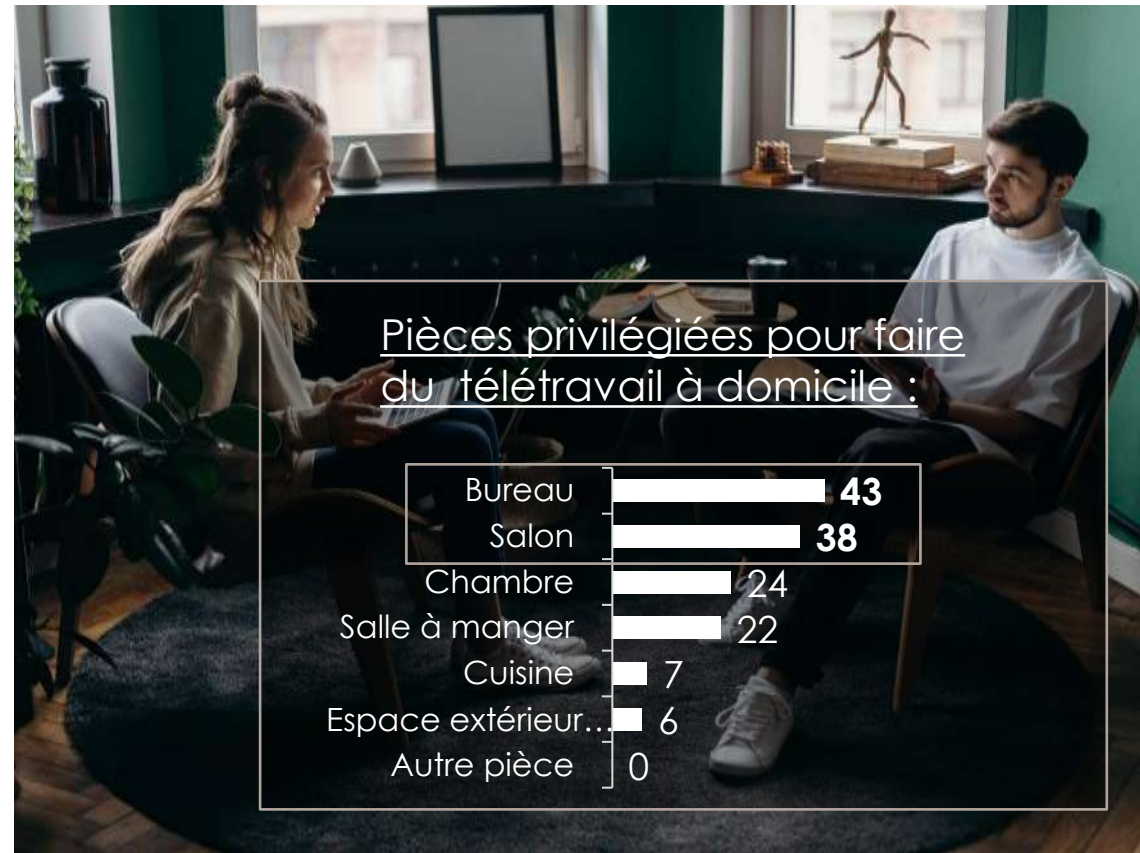 Pièces privilégiées pour faire
du télétravail à domicile :
Bureau 43
Salon 38
Chambre 24
Salle à manger 22
Cuisine 7
Espace extérieur… 6
Autre pièce 0